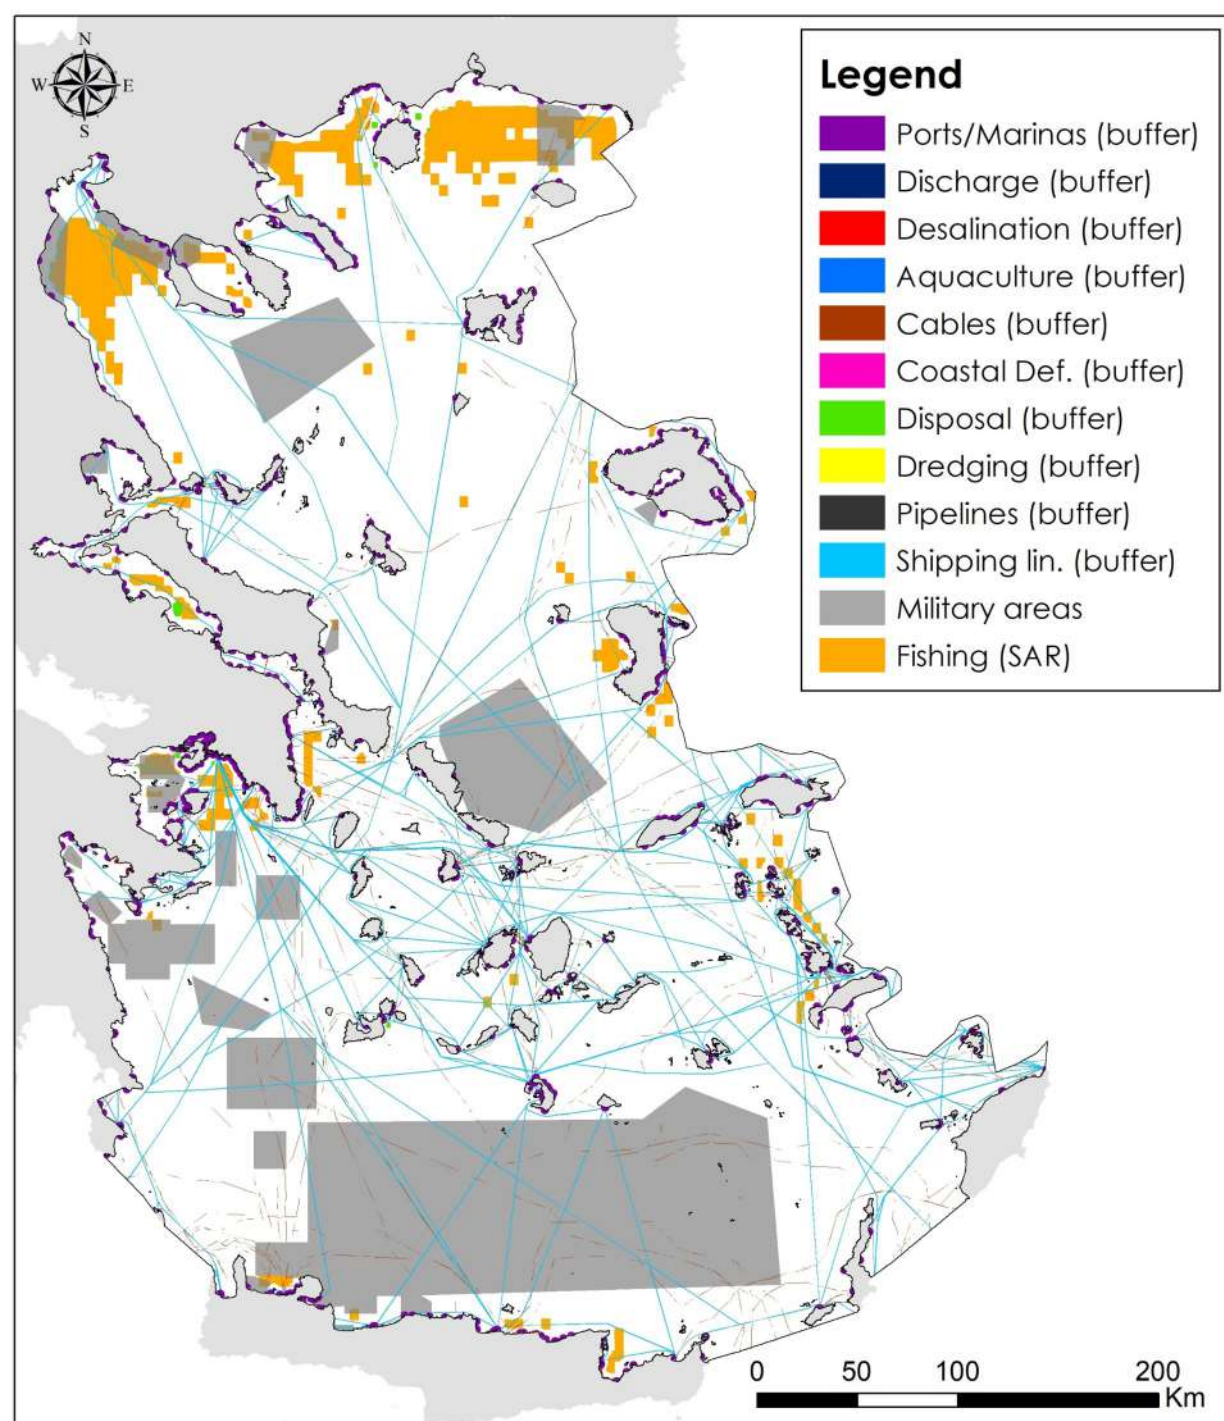 N
W E
S
Legend
Ports/Marinas (buffer)
Discharge (buffer)
Desalination (buffer)
Aquaculture (buffer)
Cables (buffer)
Coastal Def. (buffer)
Disposal (buffer)
Dredging (buffer)
Pipelines (buffer)
Shipping lin. (buffer)
Military areas
Fishing (SAR)
0 50 100 200
Km